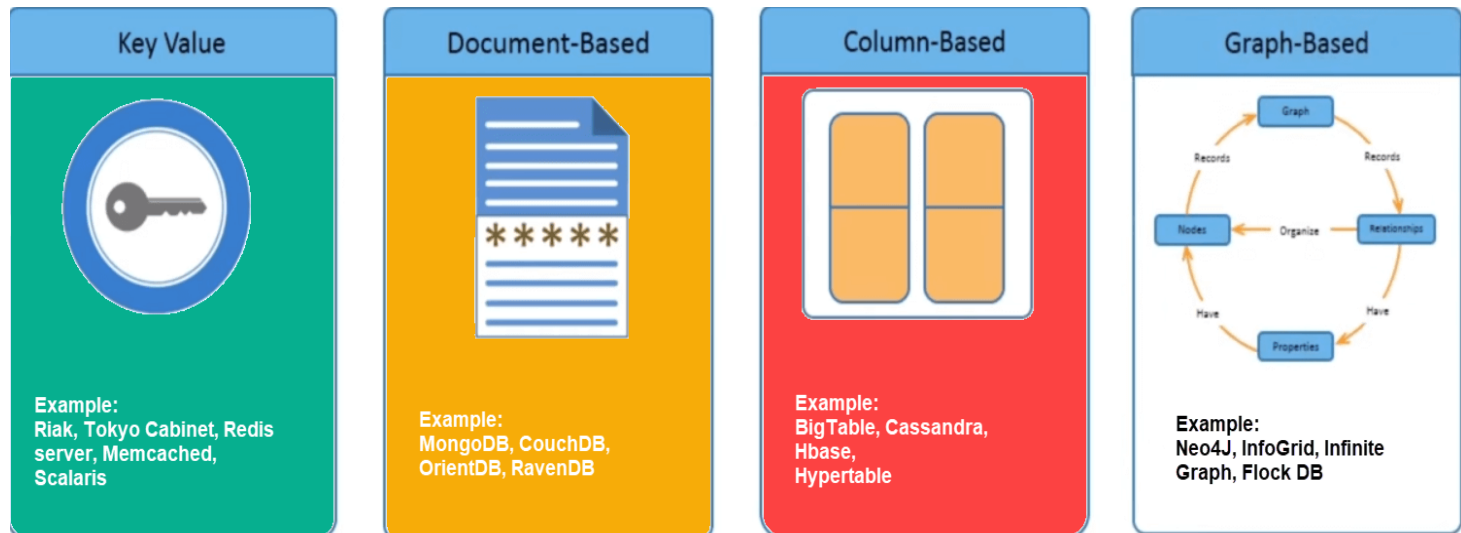 Key Value
Example:
Riak, Tokyo Cabinet, Redis
server, Memcached,
Scalaris
Document-Based
*****
Example:
MongoDB, CouchDB,
OrientDB, RavenDB
Column-Based
Example:
BigTable, Cassandra,
Hbase,
Hypertable
Graph-Based
Graph
Records
Records
Nodes
Organize
Relationships
Have
Have
Properties
Example:
Neo4J, InfoGrid, Infinite
Graph, Flock DB